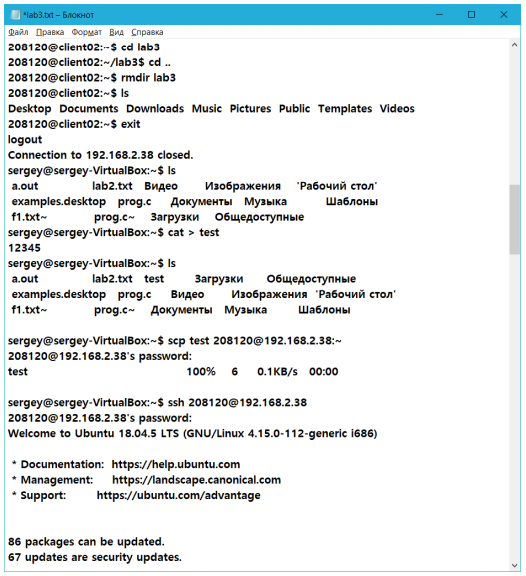 *lab3.txt – Блокнот
Файл Правка Формат Вид Справка
208120@client02:~$ cd lab3
208120@client02:~/lab3$ cd ..
208120@client02:~$ rmdir lab3
208120@client02:~$ ls
Desktop Documents Downloads Music Pictures Public Templates Videos
208120@client02:~$ exit
logout
Connection to 192.168.2.38 closed.
sergey@sergey-VirtualBox:~$ ls
a.out lab2.txt Видео Изображения 'Рабочий стол'
examples.desktop prog.c Документы Музыка Шаблоны
f1.txt~ prog.c~ Загрузки Общедоступные
sergey@sergey-VirtualBox:~$ cat > test
12345
sergey@sergey-VirtualBox:~$ ls
a.out lab2.txt test Загрузки Общедоступные
examples.desktop prog.c Видео Изображения 'Рабочий стол'
f1.txt~ prog.c~ Документы Музыка Шаблоны
sergey@sergey-VirtualBox:~$ scp test 208120@192.168.2.38:~
208120@192.168.2.38's password:
test 100% 6 0.1KB/s 00:00
sergey@sergey-VirtualBox:~$ ssh 208120@192.168.2.38
208120@192.168.2.38's password:
Welcome to Ubuntu 18.04.5 LTS (GNU/Linux 4.15.0-112-generic i686)
* Documentation: https://help.ubuntu.com
* Management: https://landscape.canonical.com
* Support: https://ubuntu.com/advantage
86 packages can be updated.
67 updates are security updates.